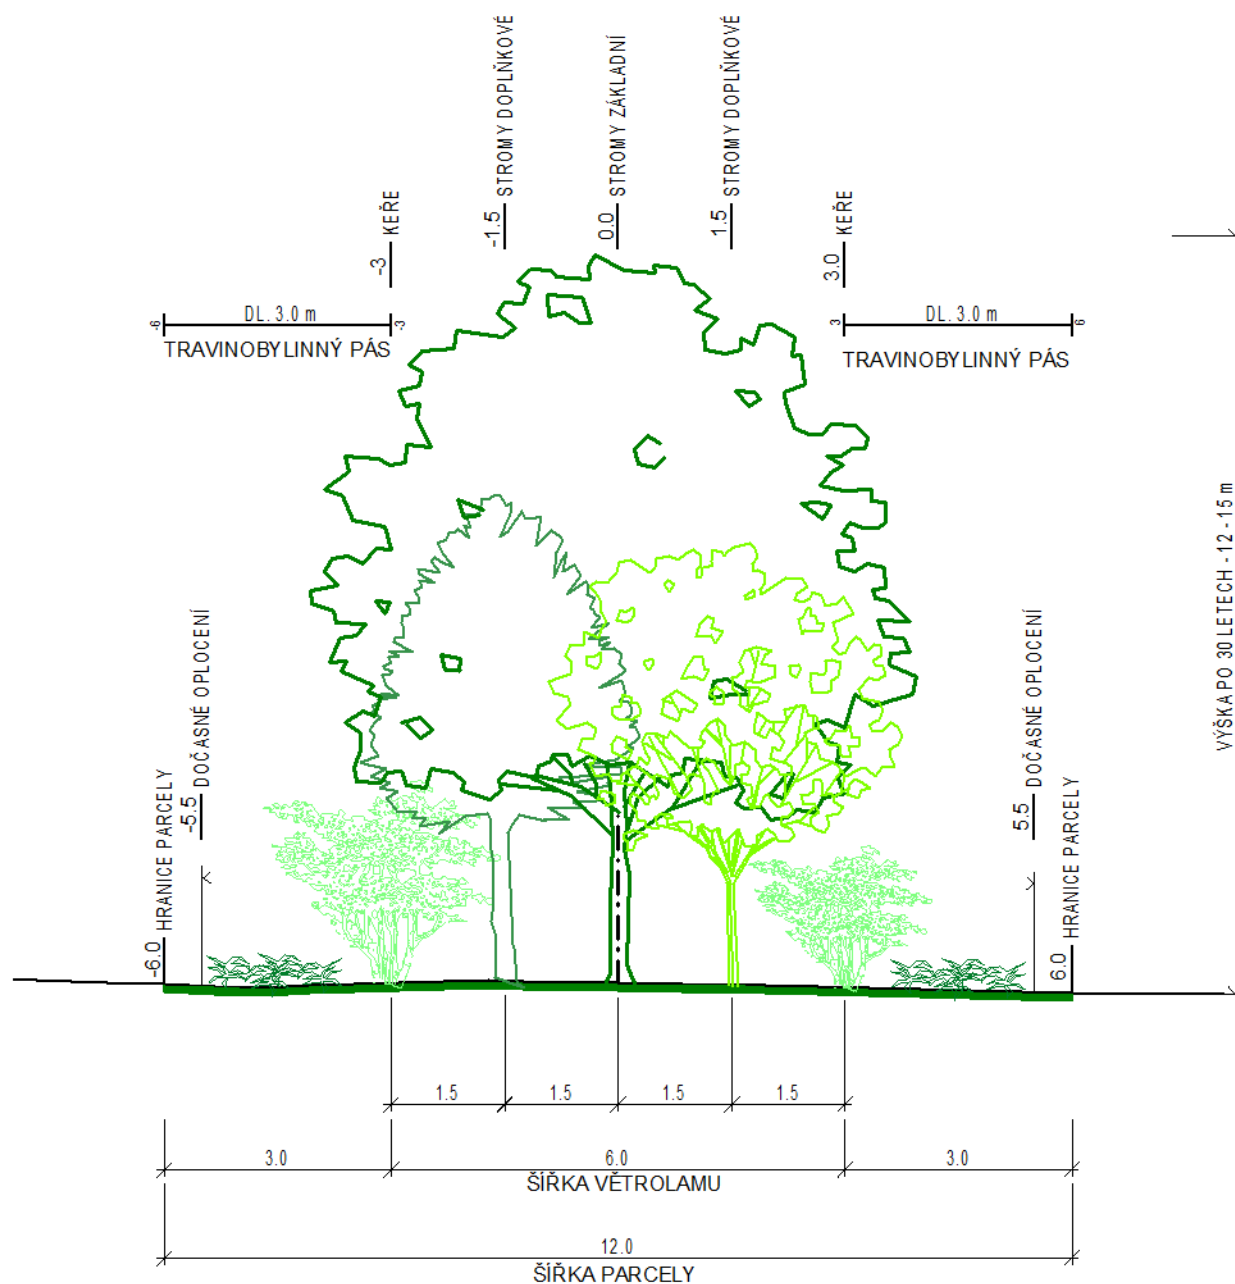 STROMY DOPLŇKOVÉ
-1.5
STROMY ZÁKLADNÍ
0.0
STROMY DOPLŇKOVÉ
1.5
KEŘE
-3
KEŘE
3.0
-6
DL. 3.0 m
-3
TRAVINOBYLINNÝ PÁS
3
DL. 3.0 m
6
TRAVINOBYLINNÝ PÁS
VÝŠKA PO 30 LETECH - 12 - 15 m
HRANICE PARCELY
-6.0
DOČASNÉ OPLOCENÍ
-5.5
DOČASNÉ OPLOCENÍ
5.5
HRANICE PARCELY
6.0
1.5
1.5
1.5
1.5
3.0
6.0
3.0
ŠÍŘKA VĚTROLAMU
12.0
ŠÍŘKA PARCELY